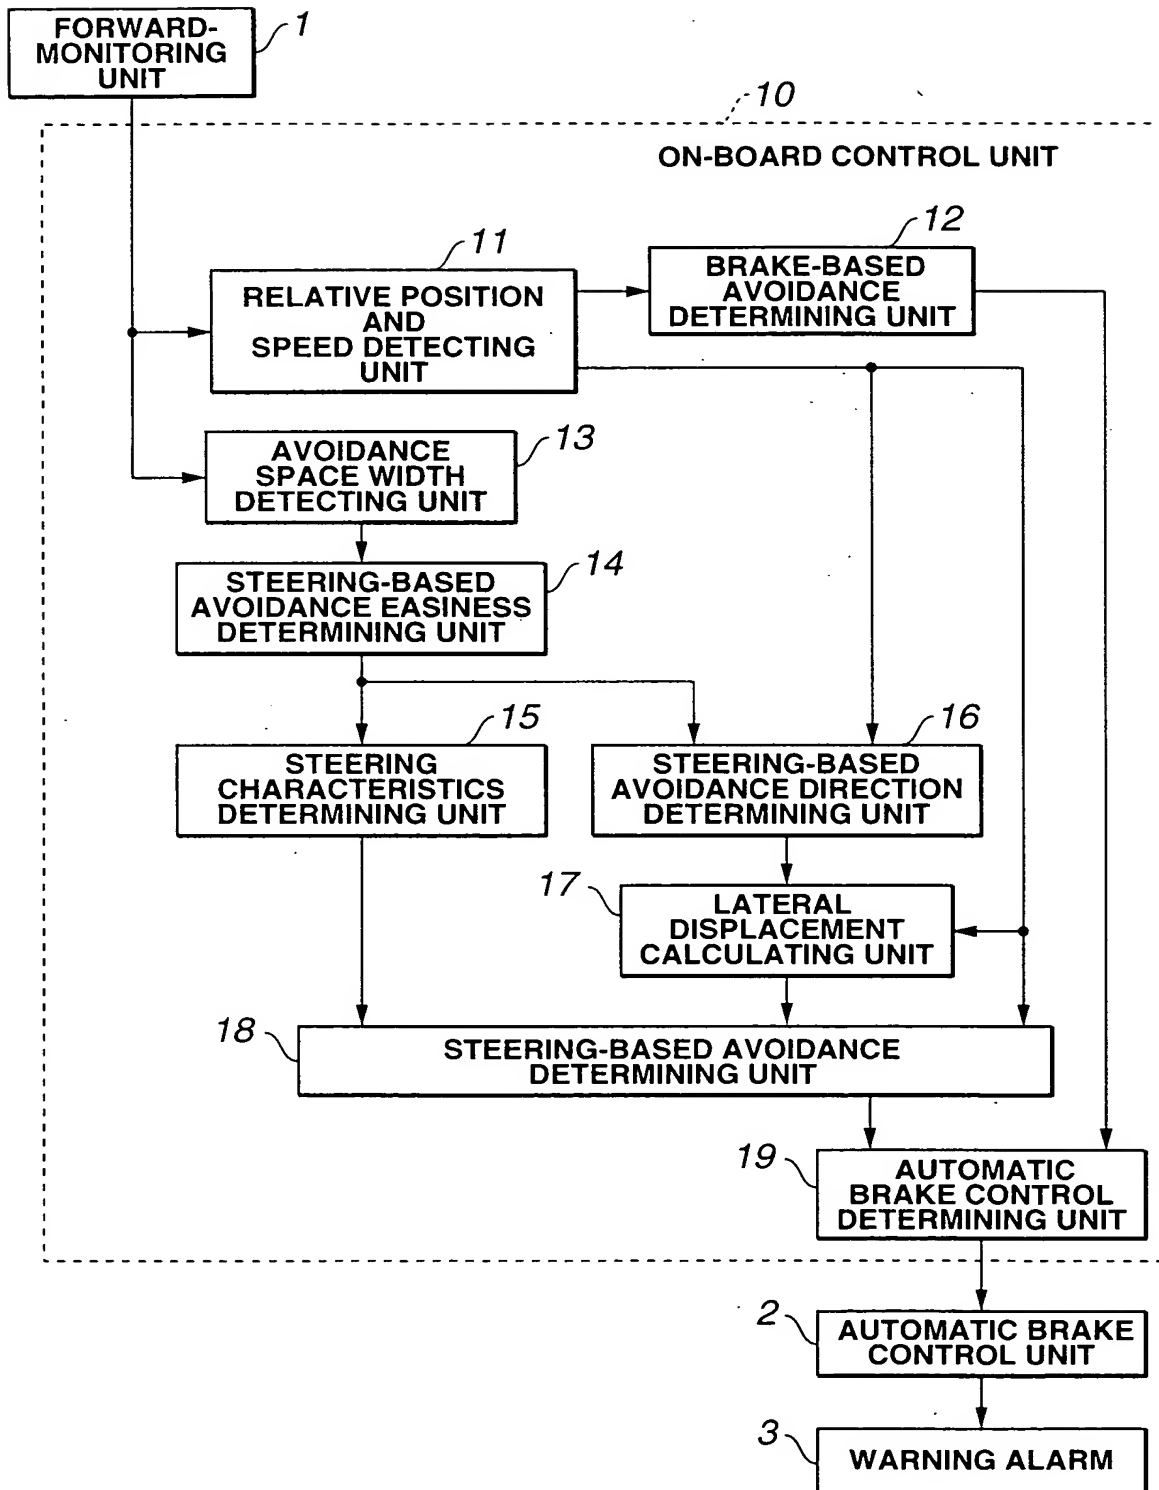 FORWARD-
MONITORING
UNIT
1
10
ON-BOARD CONTROL UNIT
11
RELATIVE POSITION
AND
SPEED DETECTING
UNIT
12
BRAKE-BASED
AVOIDANCE
DETERMINING UNIT
13
AVOIDANCE
SPACE WIDTH
DETECTING UNIT
14
STEERING-BASED
AVOIDANCE EASINESS
DETERMINING UNIT
15
STEERING
CHARACTERISTICS
DETERMINING UNIT
16
STEERING-BASED
AVOIDANCE DIRECTION
DETERMINING UNIT
17
LATERAL
DISPLACEMENT
CALCULATING UNIT
18
STEERING-BASED AVOIDANCE
DETERMINING UNIT
19
AUTOMATIC
BRAKE CONTROL
DETERMINING UNIT
2
AUTOMATIC BRAKE
CONTROL UNIT
3
WARNING ALARM